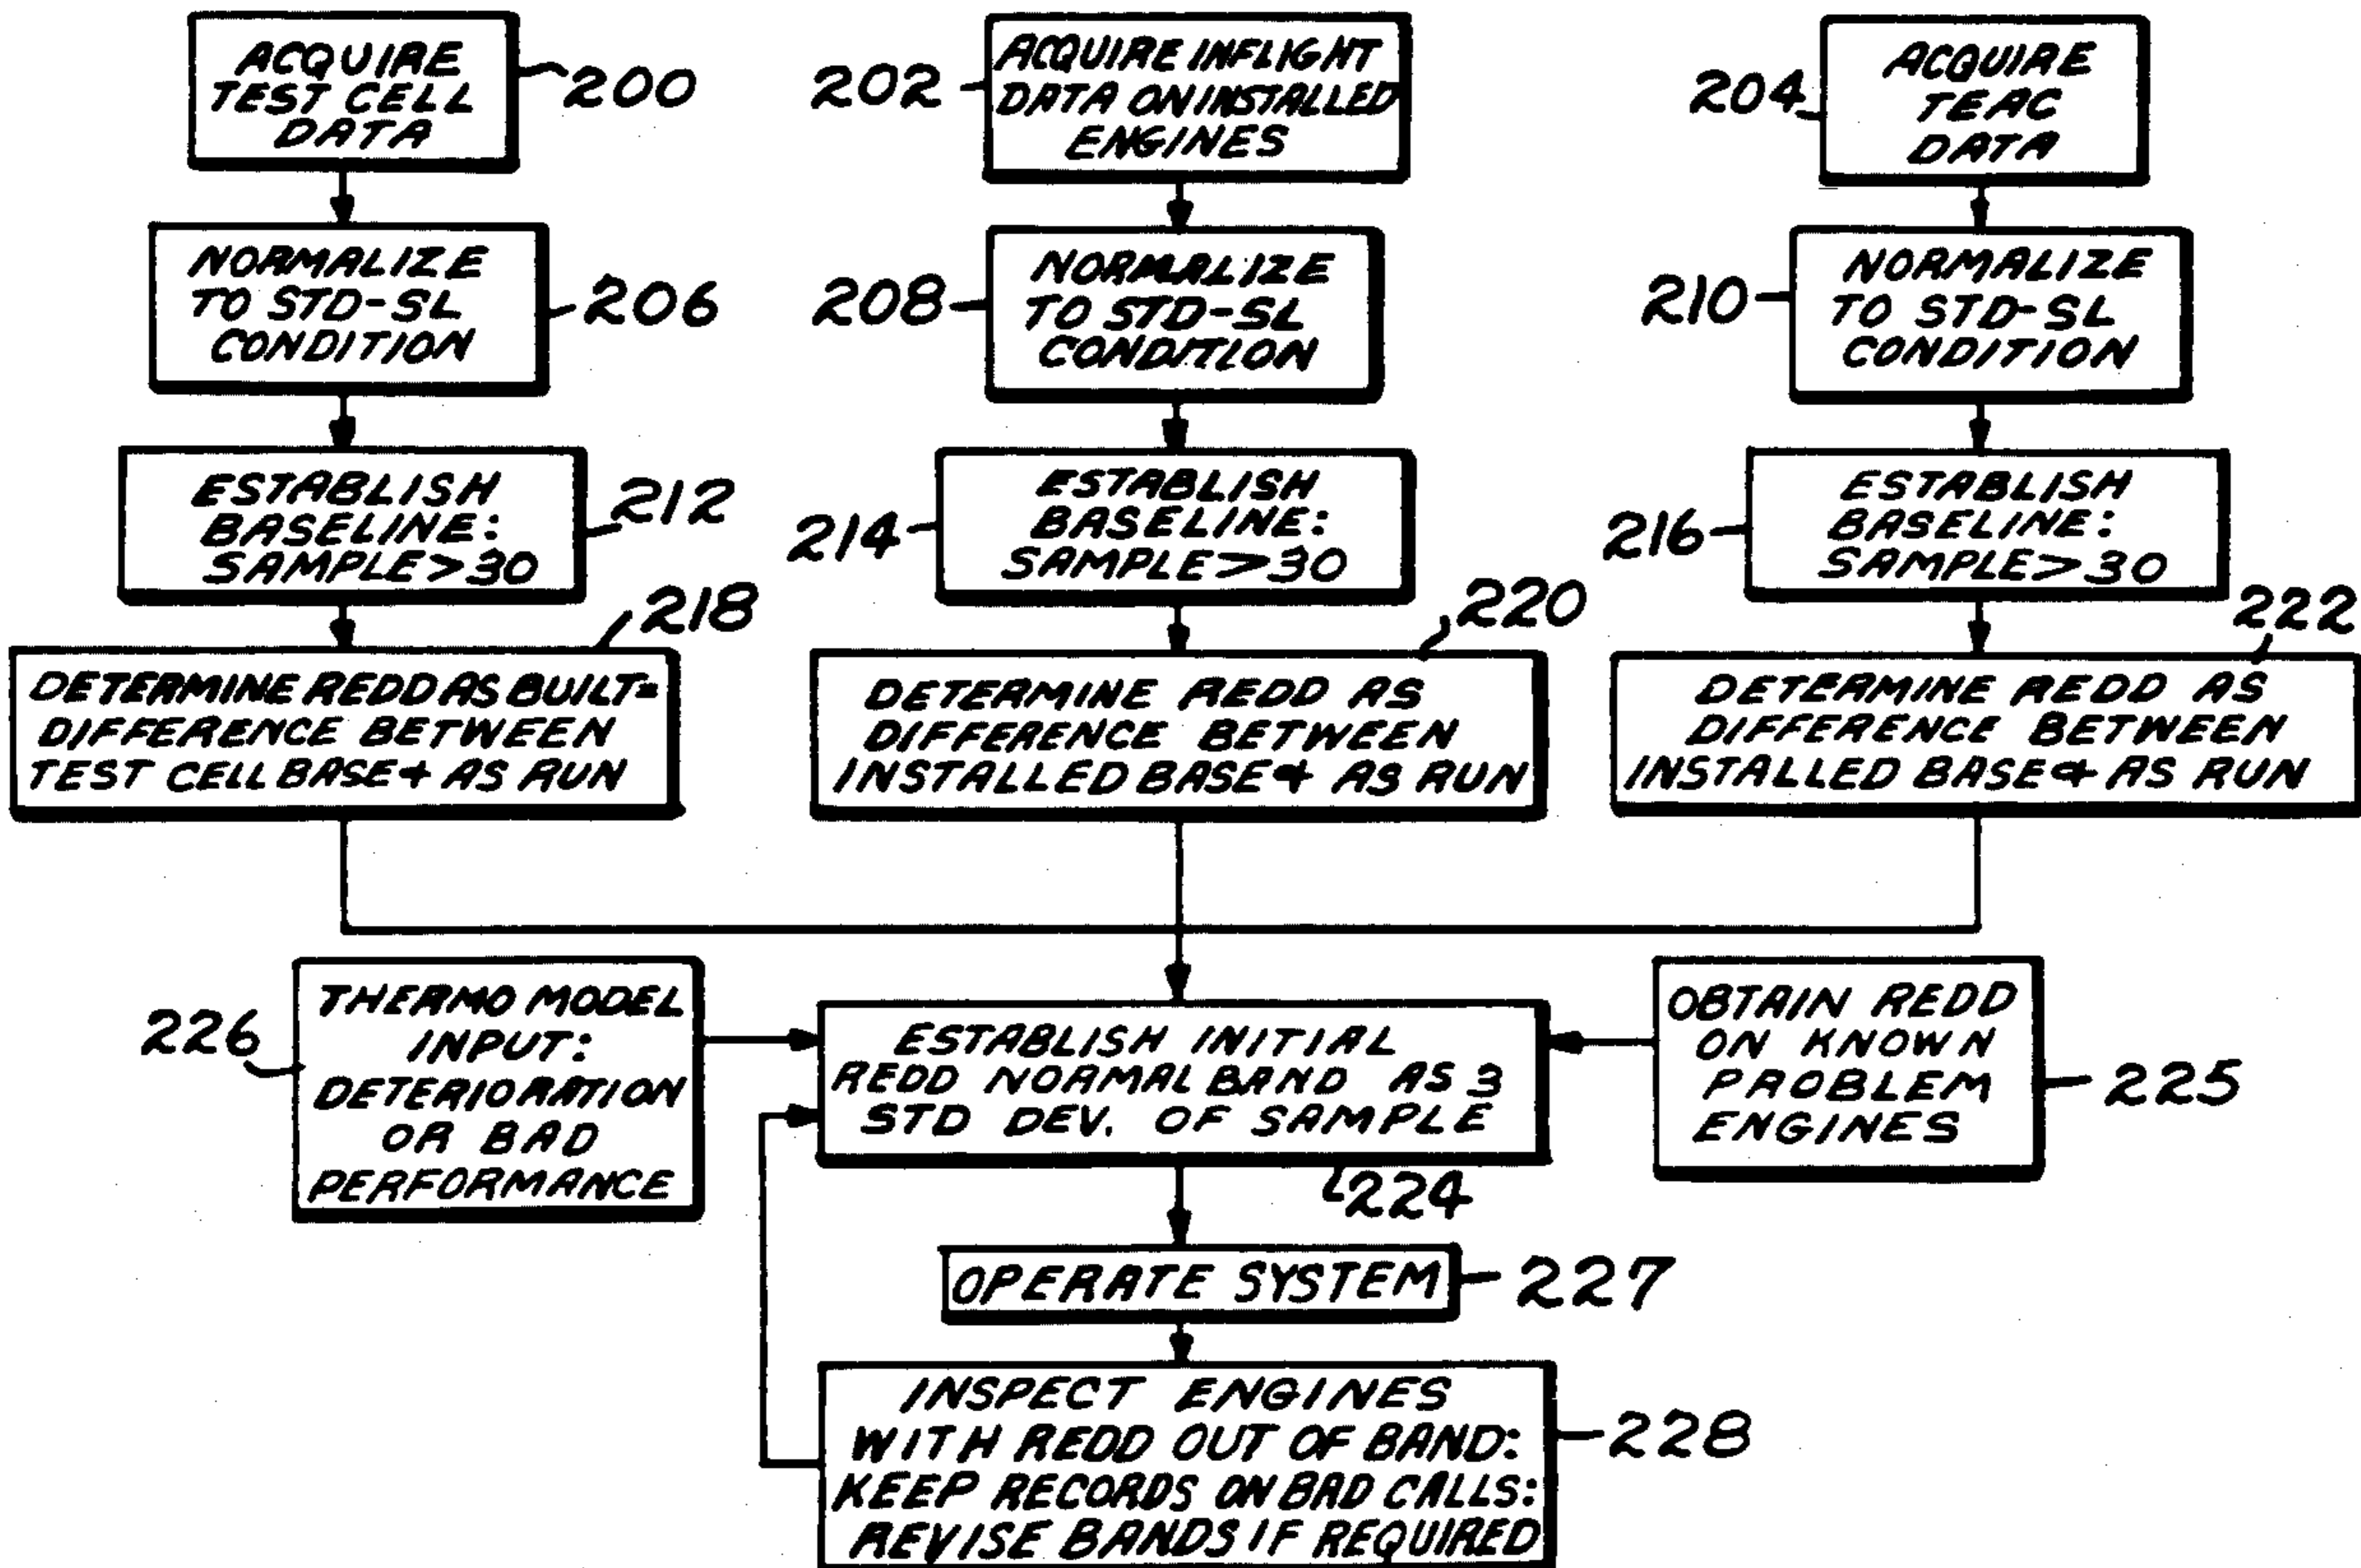 ACQUIRE
TEST CELL
DATA
200
202
ACQUIRE INFLIGHT
DATA ON INSTALLED
ENGINES
204
ACQUIRE
TEAC
DATA
NORMALIZE
TO STD-SL
CONDITION
206
208
NORMALIZE
TO STD-SL
CONDITION
210
NORMALIZE
TO STD-SL
CONDITION
ESTABLISH
BASELINE:
SAMPLE>30
212
214
ESTABLISH
BASELINE:
SAMPLE>30
216
ESTABLISH
BASELINE:
SAMPLE>30
218
DETERMINE REDD AS BUILT=
DIFFERENCE BETWEEN
TEST CELL BASE & AS RUN
220
DETERMINE REDD AS
DIFFERENCE BETWEEN
INSTALLED BASE & AS RUN
222
DETERMINE REDD AS
DIFFERENCE BETWEEN
INSTALLED BASE & AS RUN
226
THERMO MODEL
INPUT:
DETERIORATION
OR BAD
PERFORMANCE
ESTABLISH INITIAL
REDD NORMAL BAND AS 3
STD DEV. OF SAMPLE
224
OBTAIN REDD
ON KNOWN
PROBLEM
ENGINES
225
OPERATE SYSTEM
227
INSPECT ENGINES
WITH REDD OUT OF BAND:
KEEP RECORDS ON BAD CALLS:
REVISE BANDS IF REQUIRED
228